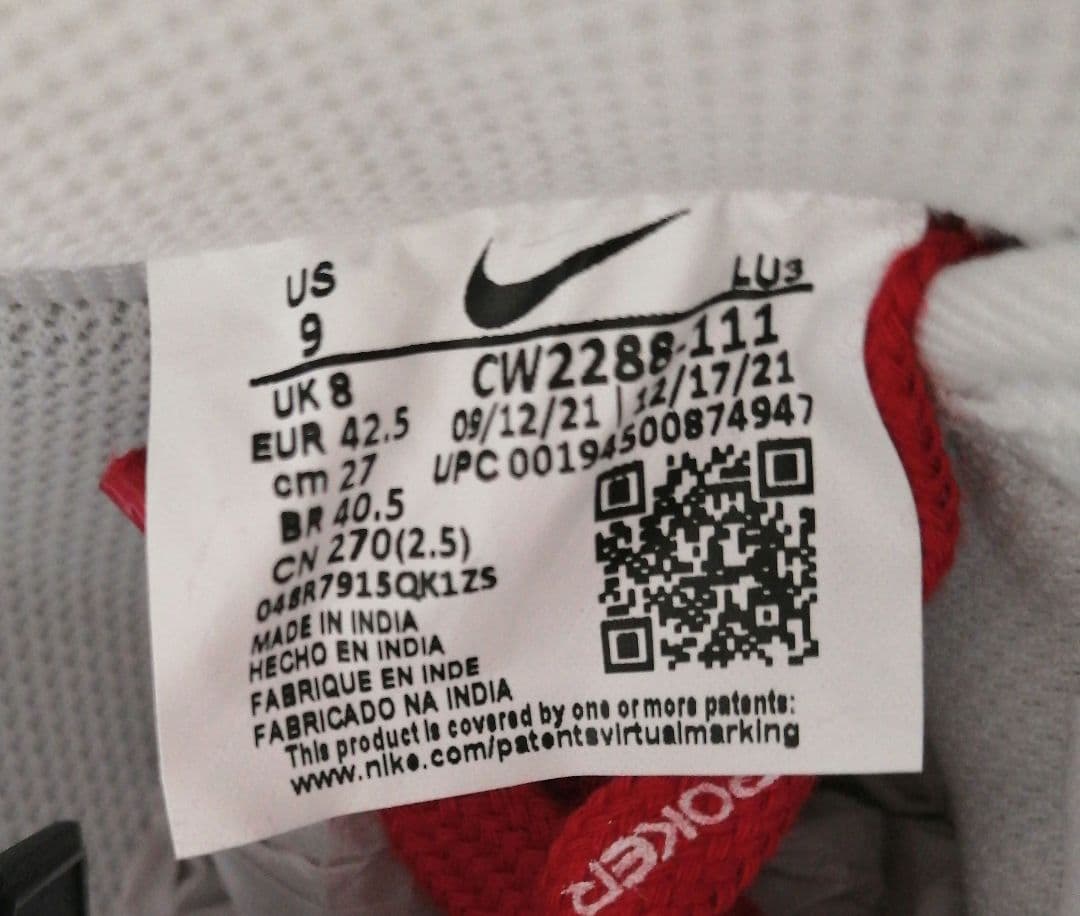 US
9
LU3
UK 8
EUR 42.5
cm 27
BR 40.5
CN 270(2.5)
CW2288-111
09/12/21 | 12/17/21
UPC 00194500874947
048R7915QK1ZS
MADE IN INDIA
HECHO EN INDIA
FABRIQUE EN INDE
FABRICADO NA INDIA
This product is covered by one or more patents:
www.nike.com/patentsvirtualmarking